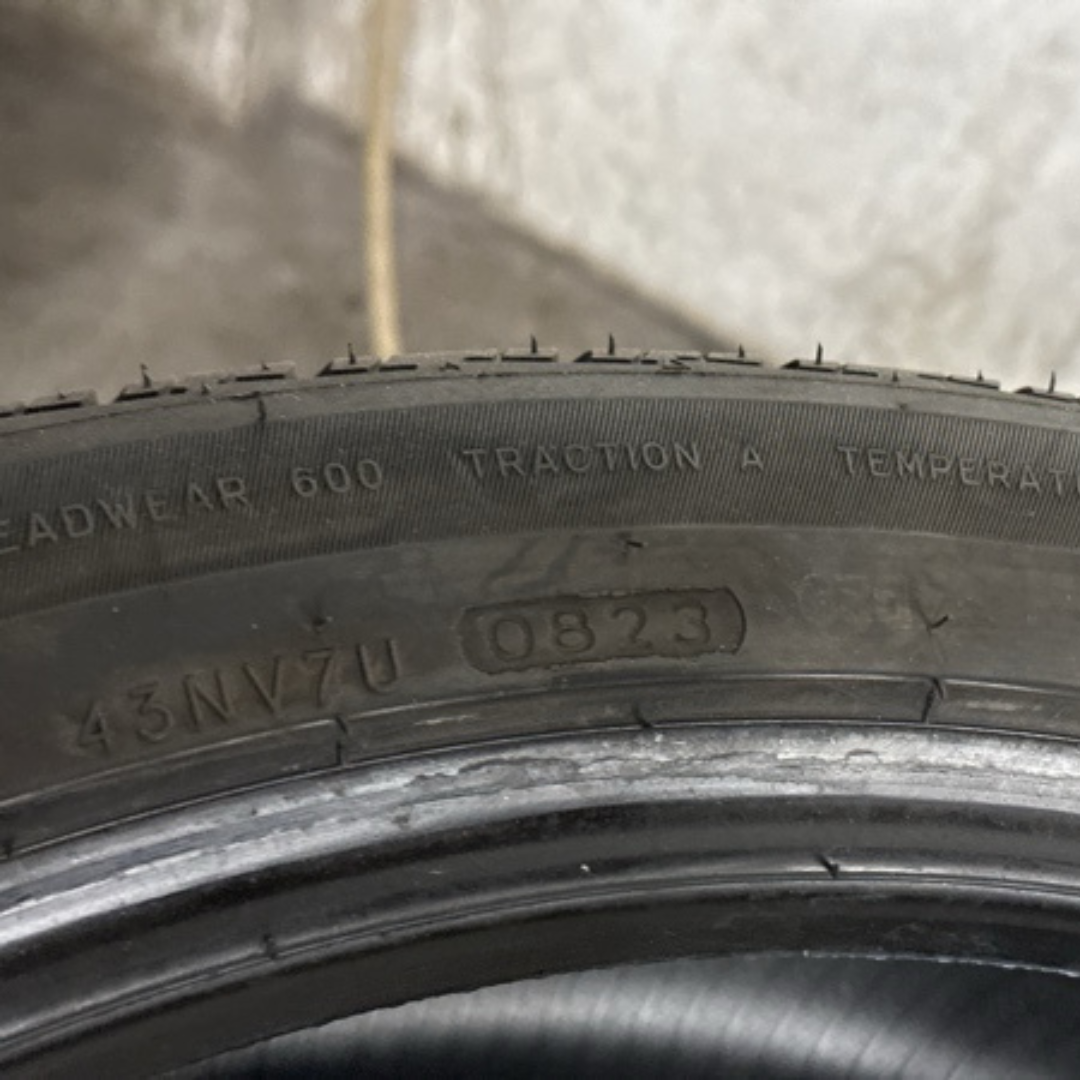 EADWEAR 600 TRACTION A TEMPERAT
43NV7U 0823